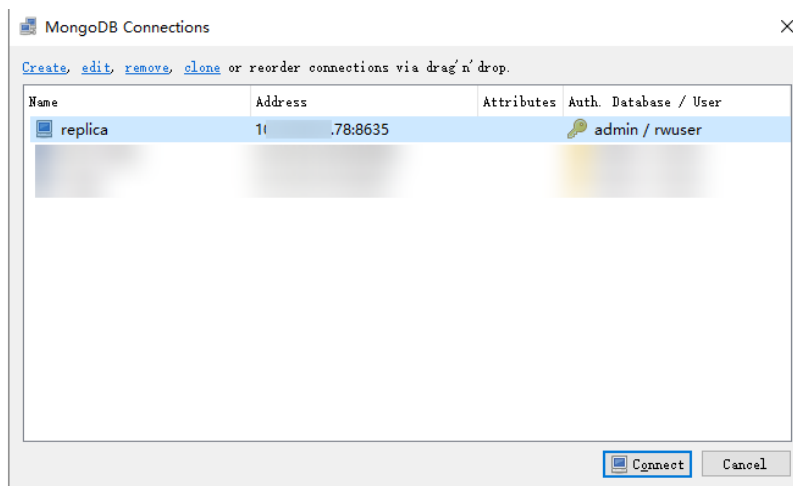 MongoDB Connections
Create, edit, remove, clone or reorder connections via drag'n'drop.
Name Address Attributes Auth. Database / User
replica .78:8635 admin / rwuser
Connect Cancel